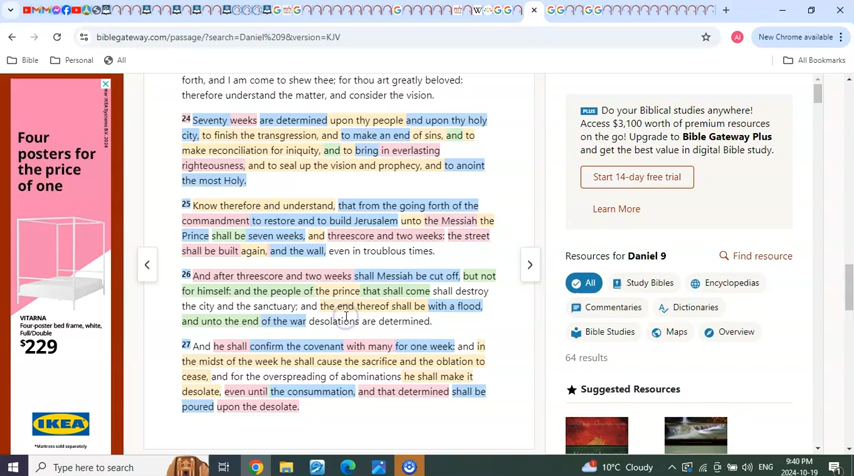 biblegateway.com/passage/?search=Daniel%209&version=KJV
New Chrome available
Bible
Personal
All
All Bookmarks
Four
posters for
the price
of one
VITARNA
Four-poster bed frame, white,
Full/Double
$229
IKEA
*Mattress sold separately
forth, and I am come to shew thee; for thou art greatly beloved:
therefore understand the matter, and consider the vision.
24 Seventy weeks are determined upon thy people and upon thy holy
city, to finish the transgression, and to make an end of sins, and to
make reconciliation for iniquity, and to bring in everlasting
righteousness, and to seal up the vision and prophecy, and to anoint
the most Holy.
25 Know therefore and understand, that from the going forth of the
commandment to restore and to build Jerusalem unto the Messiah the
Prince shall be seven weeks, and threescore and two weeks: the street
shall be built again, and the wall, even in troublous times.
26 And after threescore and two weeks shall Messiah be cut off, but not
for himself: and the people of the prince that shall come shall destroy
the city and the sanctuary; and the end thereof shall be with a flood,
and unto the end of the war desolations are determined.
27 And he shall confirm the covenant with many for one week: and in
the midst of the week he shall cause the sacrifice and the oblation to
cease, and for the overspreading of abominations he shall make it
desolate, even until the consummation, and that determined shall be
poured upon the desolate.
PLUS Do your Biblical studies anywhere!
Access $3,100 worth of premium resources
on the go! Upgrade to Bible Gateway Plus
and get the best value in digital Bible study.
Start 14-day free trial
Learn More
Resources for Daniel 9
Find resource
All
Study Bibles
Encyclopedias
Commentaries
Dictionaries
Bible Studies
Maps
Overview
64 results
Suggested Resources
Type here to search
10°C Cloudy
ENG
9:40 PM
2024-10-19